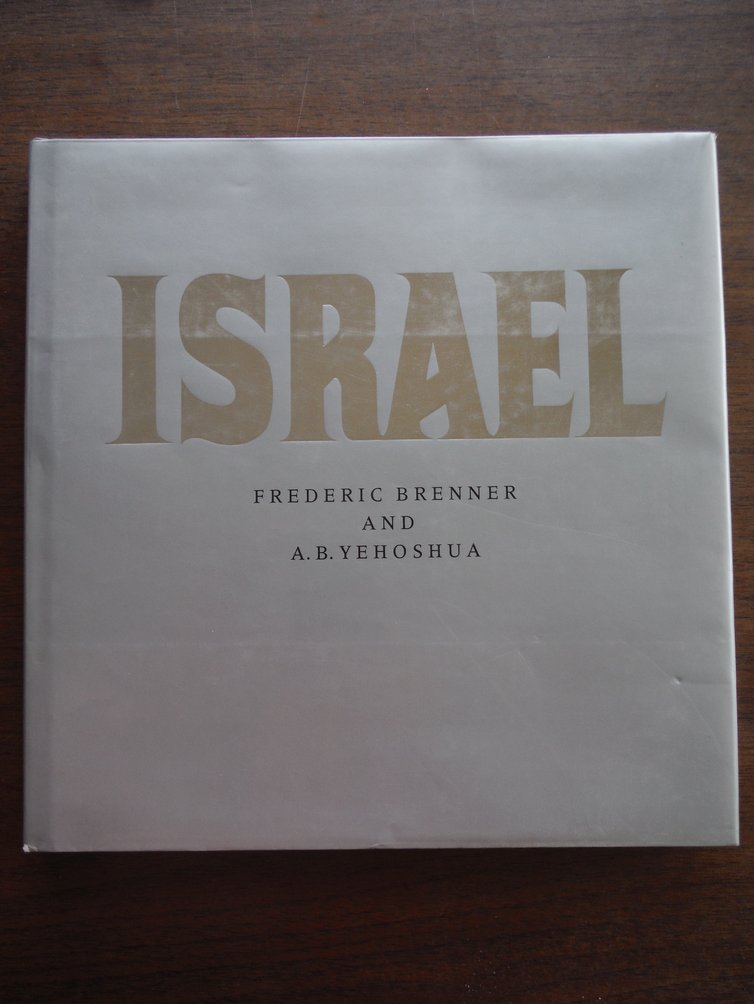 ISRAEL
FREDERIC BRENNER
AND
A. B. YEHOSHUA